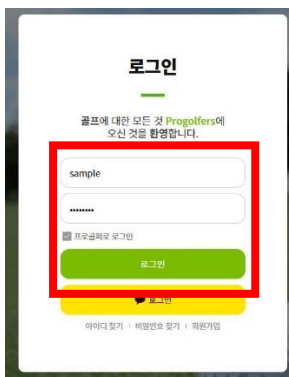 로그인
골프에 대한 모든 것 Progolfers에
오신 것을 환영합니다.
sample
••••••••
프로골퍼로 로그인
로그인
로그인
아이디 찾기 | 비밀번호 찾기 | 회원가입